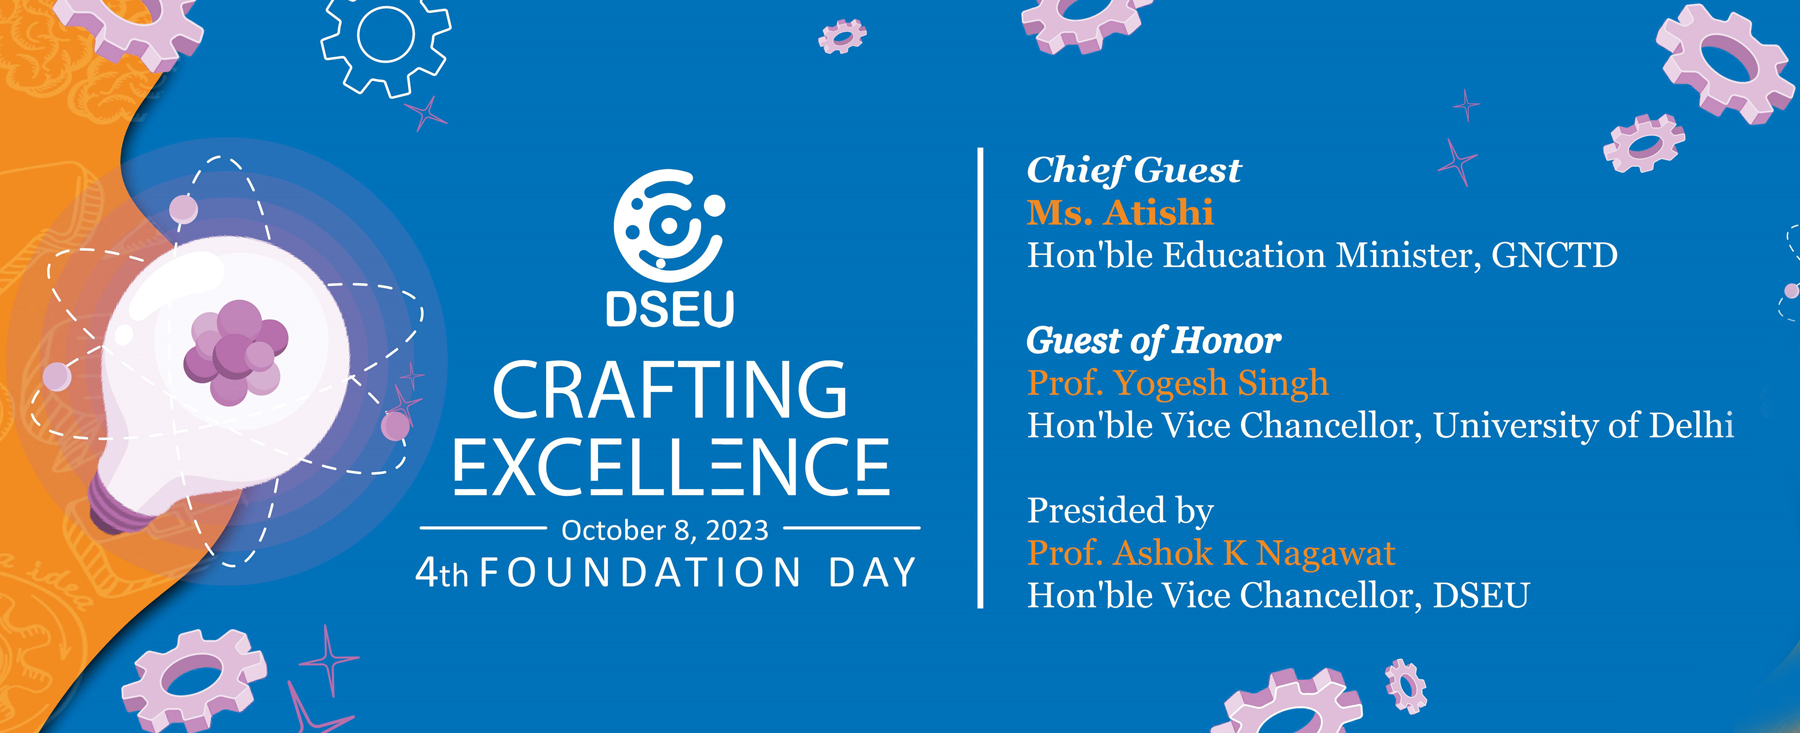 DSEU
CRAFTING
EXCELLENCE
October 8, 2023
4th FOUNDATION DAY
Chief Guest
Ms. Atishi
Hon'ble Education Minister, GNCTD
Guest of Honor
Prof. Yogesh Singh
Hon'ble Vice Chancellor, University of Delhi
Presided by
Prof. Ashok K Nagawat
Hon'ble Vice Chancellor, DSEU
a idea